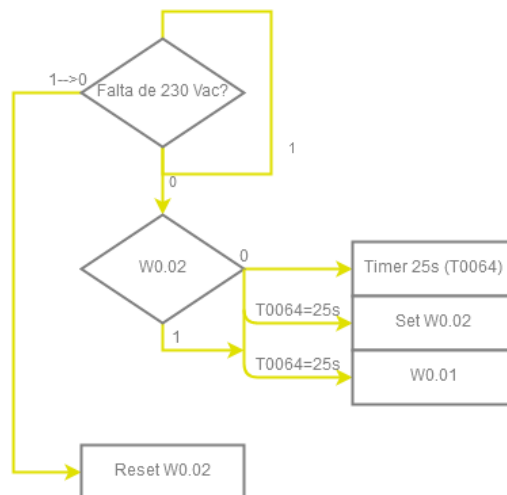 1-->0
Falta de 230 Vac?
1
0
W0.02
0
Timer 25s (T0064)
T0064=25s
Set W0.02
1
T0064=25s
W0.01
Reset W0.02